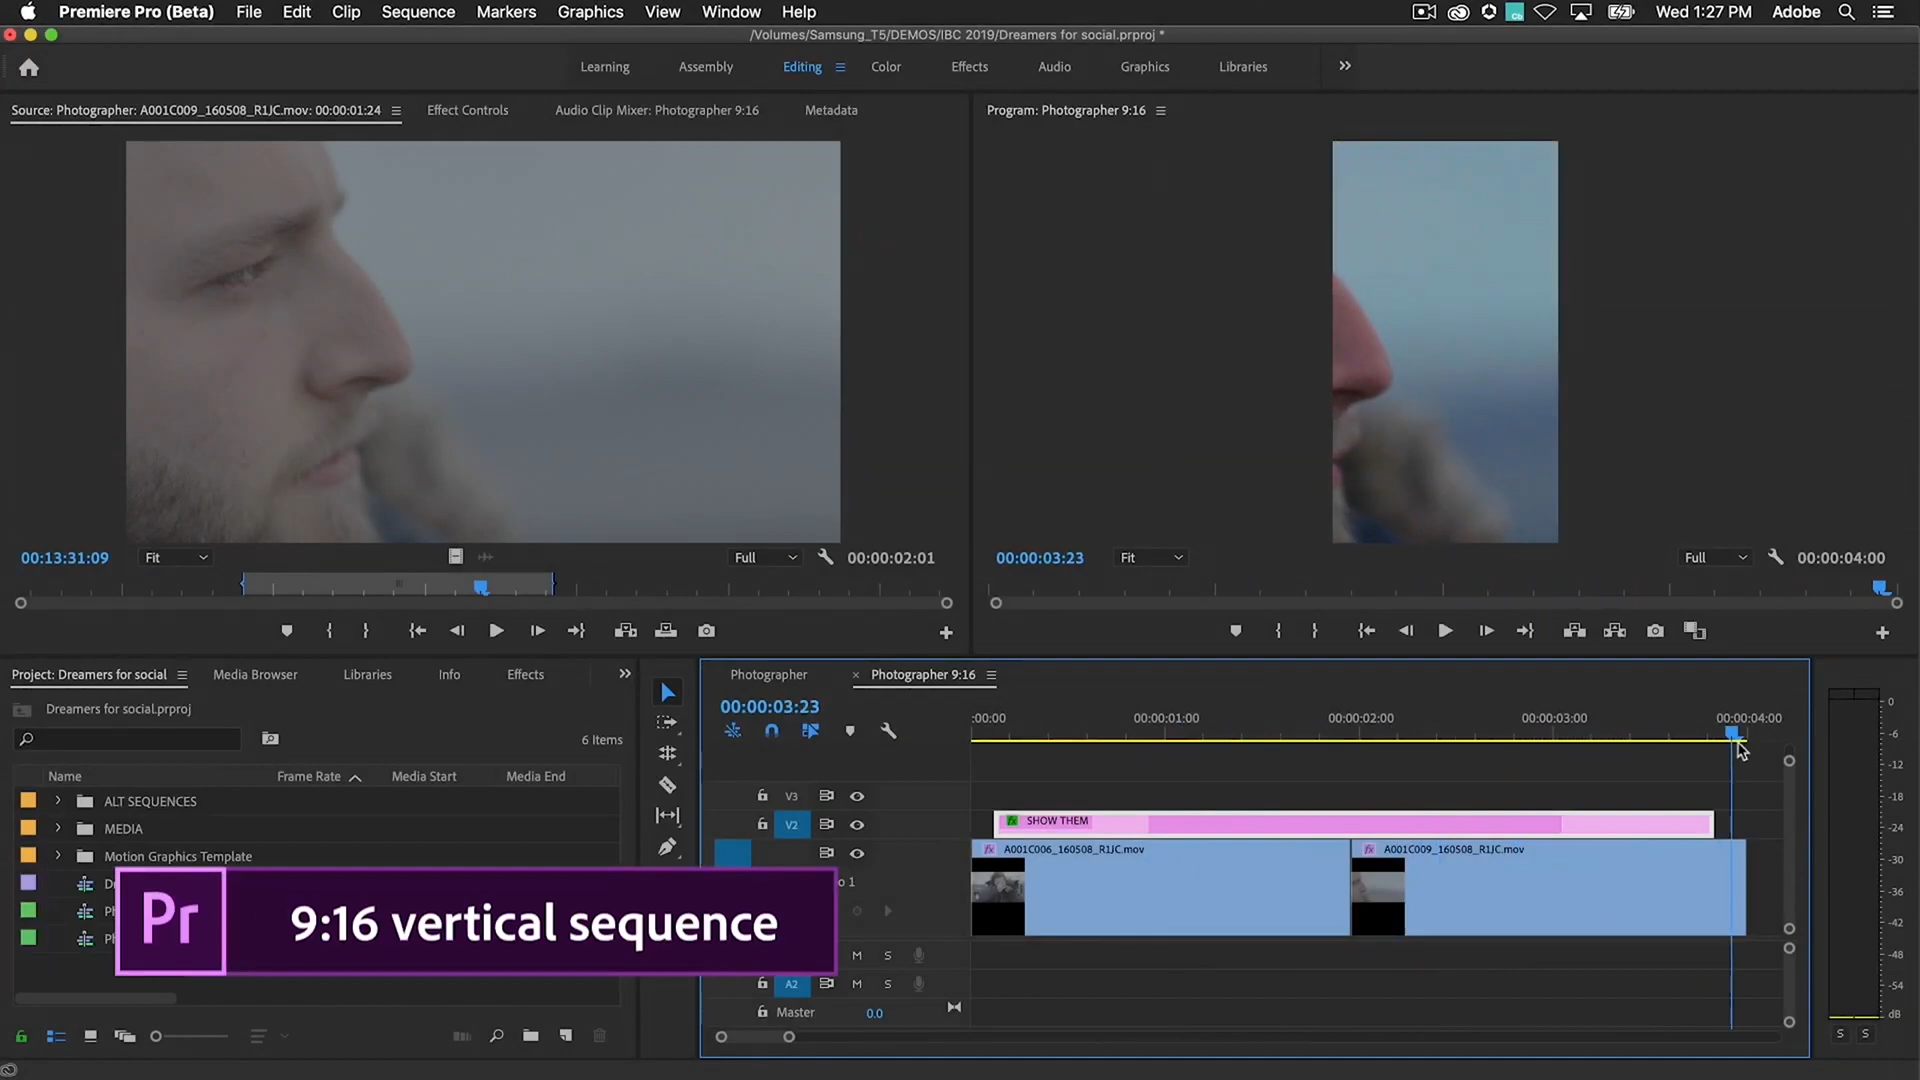 Premiere Pro (Beta) File Edit Clip Sequence Markers Graphics View Window Help Wed 1:27 PM Adobe
/Volumes/Samsung_T5/DEMOS/IBC 2019/Dreamers for social.prproj *
Learning Assembly Editing Color Effects Audio Graphics Libraries
Source: Photographer: A001C009_160508_R1JC.mov: 00:00:01:24 Effect Controls Audio Clip Mixer: Photographer 9:16 Metadata
Program: Photographer 9:16
00:13:31:09 Fit Full 00:00:02:01
00:00:03:23 Fit Full 00:00:04:00
Project: Dreamers for social Media Browser Libraries Info Effects
Dreamers for social.prproj
6 Items
Name Frame Rate Media Start Media End
ALT SEQUENCES
MEDIA
Motion Graphics Template
Pr 9:16 vertical sequence
Photographer × Photographer 9:16
00:00:03:23
:00:00 00:00:01:00 00:00:02:00 00:00:03:00 00:00:04:00
V3
V2 fx SHOW THEM
fx A001C006_160508_R1JC.mov fx A001C009_160508_R1JC.mov
o 1
M S
A2 M S
Master 0.0
0
-6
-12
-18
-24
-30
-36
-42
-48
-54
dB
S S